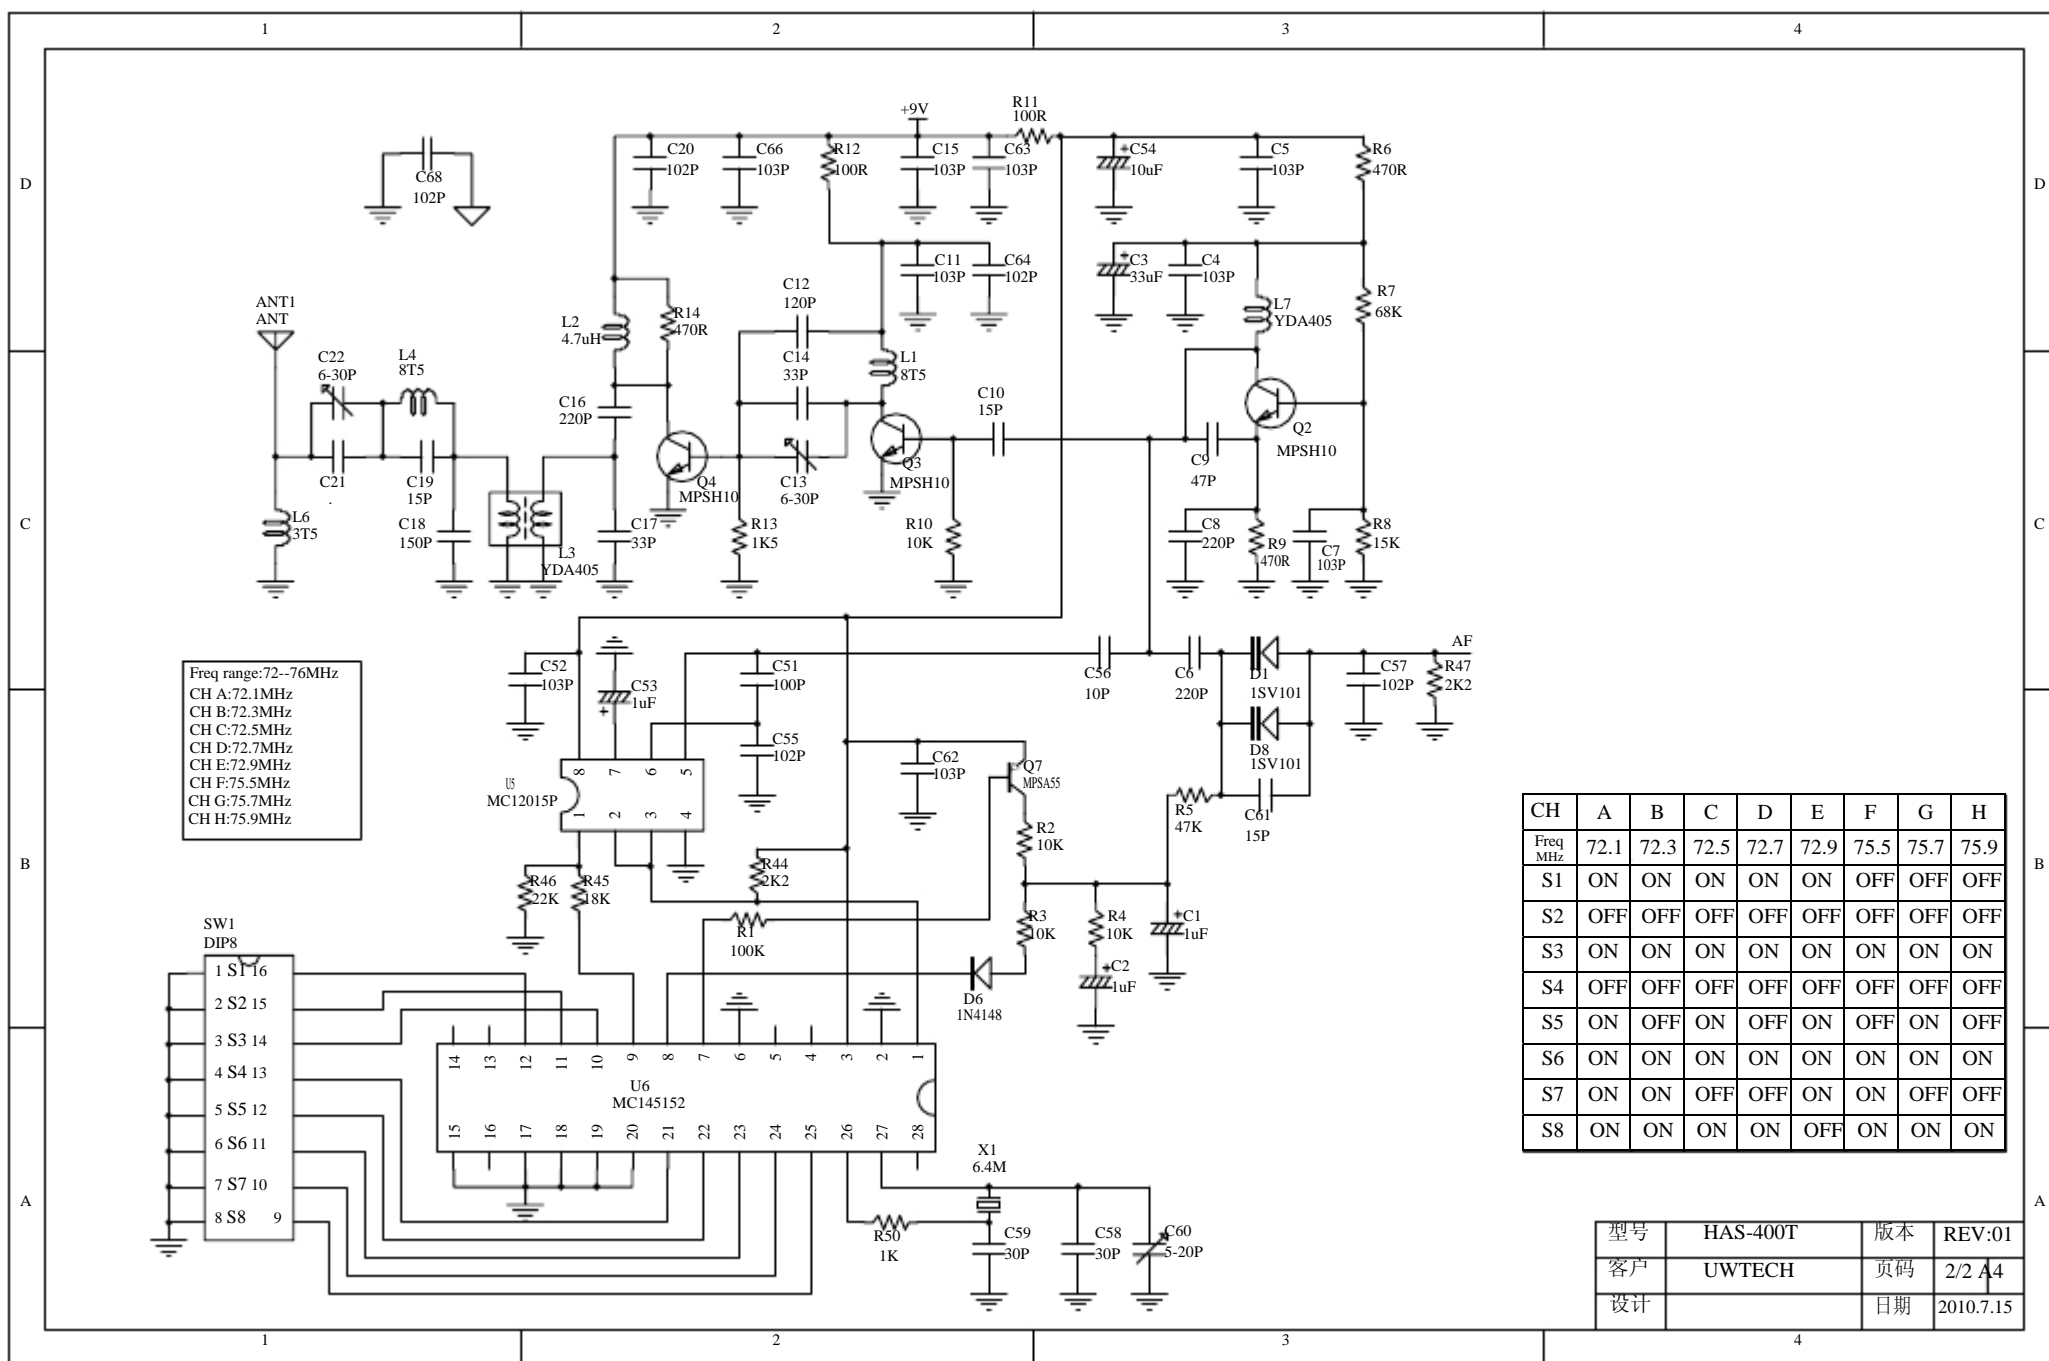 1 2 3 4
D D
C C
B B
A A
1 2 3 4
+9V
R11
100R
C68
102P
C20
102P
C66
103P
R12
100R
C15
103P
C63
103P
C54
+
10uF
C5
103P
R6
470R
C11
103P
C64
102P
C3
+
33uF
C4
103P
R7
68K
L7
YDA405
ANT1
ANT
C22
6-30P
L4
8T5
L2
4.7uH
R14
470R
C12
120P
C14
33P
L1
8T5
C10
15P
C16
220P
C21
.
C19
15P
L6
3T5
C18
150P
L3
YDA405
C17
33P
Q4
MPSH10
C13
6-30P
R13
1K5
Q3
MPSH10
R10
10K
Q2
MPSH10
C9
47P
C8
220P
R9
470R
C7
103P
R8
15K
Freq range:72--76MHz
CH A:72.1MHz
CH B:72.3MHz
CH C:72.5MHz
CH D:72.7MHz
CH E:72.9MHz
CH F:75.5MHz
CH G:75.7MHz
CH H:75.9MHz
C52
103P
C53
1uF
+
C51
100P
C55
102P
C56
10P
C6
220P
D1
1SV101
D8
1SV101
C57
102P
AF
R47
2K2
R5
47K
C61
15P
U5
MC12015P
8 7 6 5
1 2 3 4
C62
103P
Q7
MPSA55
R2
10K
R46
22K
R45
18K
R44
2K2
R1
100K
R3
10K
R4
10K
+C1
1uF
+C2
1uF
D6
1N4148
SW1
DIP8
1 S1 16
2 S2 15
3 S3 14
4 S4 13
5 S5 12
6 S6 11
7 S7 10
8 S8 9
14 13 12 11 10 9 8 7 6 5 4 3 2 1
U6
MC145152
15 16 17 18 19 20 21 22 23 24 25 26 27 28
X1
6.4M
R50
1K
C59
30P
C58
30P
C60
5-20P
CH A B C D E F G H
Freq
MHz
72.1 72.3 72.5 72.7 72.9 75.5 75.7 75.9
S1 ON ON ON ON ON OFF OFF OFF
S2 OFF OFF OFF OFF OFF OFF OFF OFF
S3 ON ON ON ON ON ON ON ON
S4 OFF OFF OFF OFF OFF OFF OFF OFF
S5 ON OFF ON OFF ON OFF ON OFF
S6 ON ON ON ON ON ON ON ON
S7 ON ON OFF OFF ON ON OFF OFF
S8 ON ON ON ON OFF ON ON ON
型号 HAS-400T 版本 REV:01
客户 UWTECH 页码 2/2 A4
设计 日期 2010.7.15